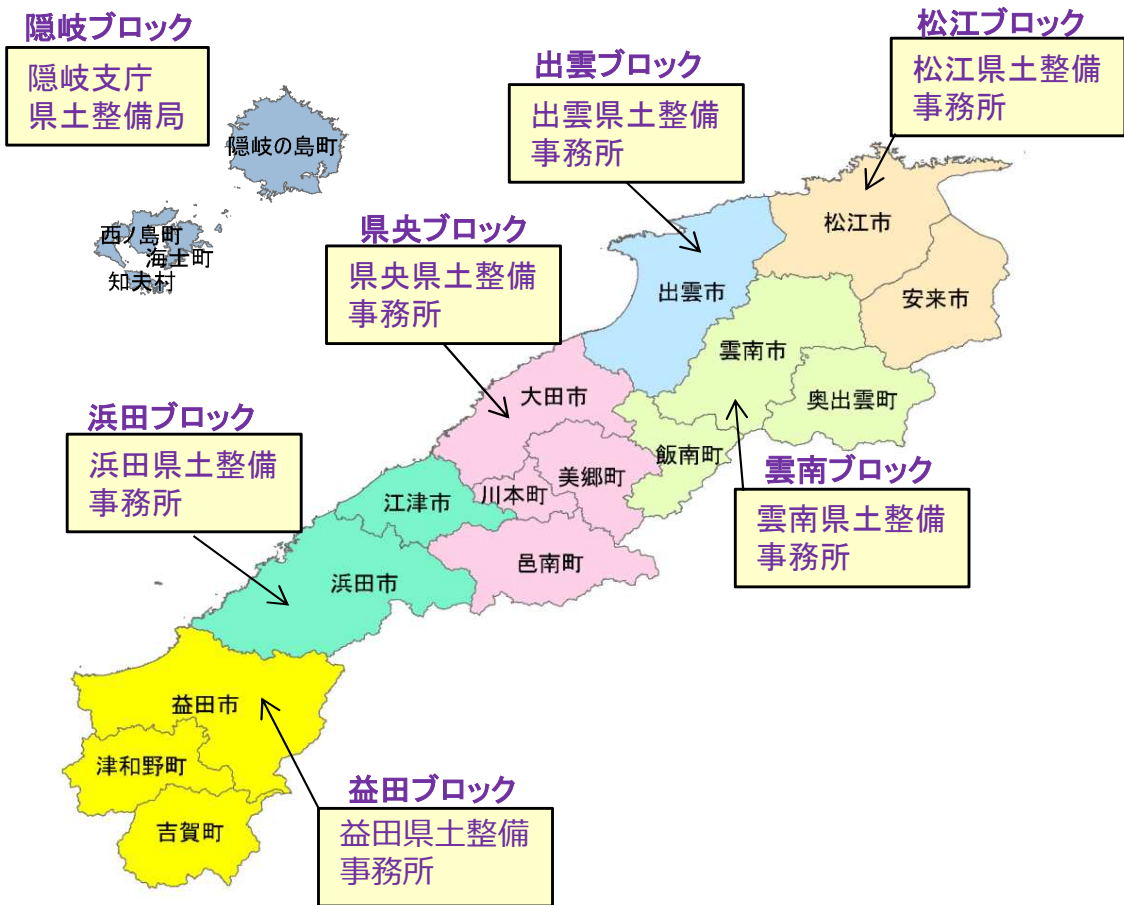 隠岐ブロック
隠岐支庁
県土整備局
隠岐の島町
西ノ島町
海士町
知夫村
出雲ブロック
出雲県土整備
事務所
松江ブロック
松江県土整備
事務所
松江市
安来市
出雲市
県央ブロック
県央県土整備
事務所
雲南市
奥出雲町
飯南町
大田市
美郷町
川本町
邑南町
雲南ブロック
雲南県土整備
事務所
浜田ブロック
浜田県土整備
事務所
江津市
浜田市
益田市
津和野町
吉賀町
益田ブロック
益田県土整備
事務所